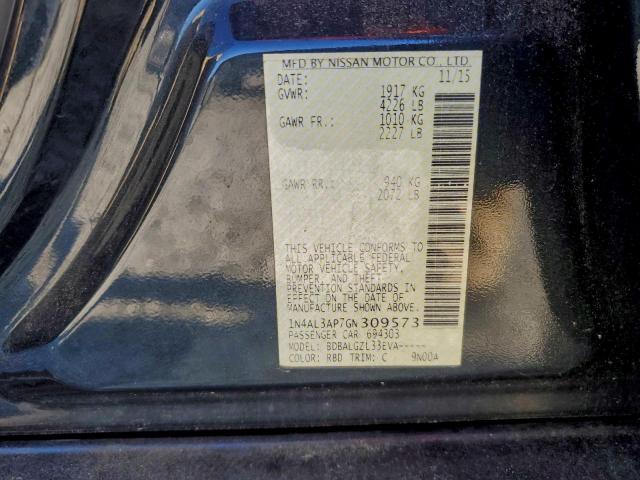 MFD BY NISSAN MOTOR CO., LTD.
DATE: 11/15
GVWR: 1917 KG
4226 LB
GAWR FR.: 1010 KG
2227 LB
GAWR RR.: 940 KG
2072 LB
THIS VEHICLE CONFORMS TO
ALL APPLICABLE FEDERAL
MOTOR VEHICLE SAFETY,
BUMPER, AND THEFT
PREVENTION STANDARDS IN
EFFECT ON THE DATE OF
MANUFACTURE SHOWN ABOVE.
1N4AL3AP7GN309573
PASSENGER CAR 694303
MODEL: BDBALGZL33EVA-----
COLOR: RBD TRIM: C 9N00A